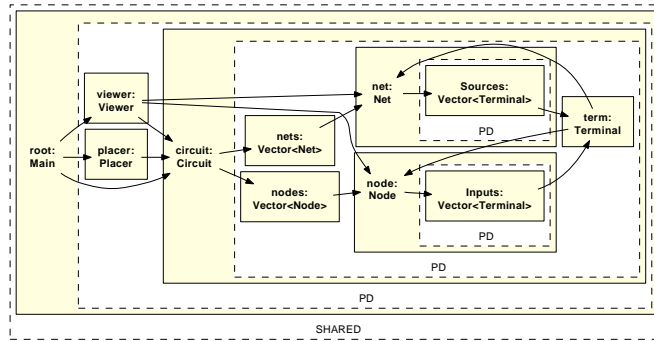 viewer:
Viewer
root:
Main
placer:
Placer
circuit:
Circuit
nets:
Vector<Net>
nodes:
Vector<Node>
net:
Net
Sources:
Vector<Terminal>
PD
term:
Terminal
node:
Node
Inputs:
Vector<Terminal>
PD
PD
PD
SHARED